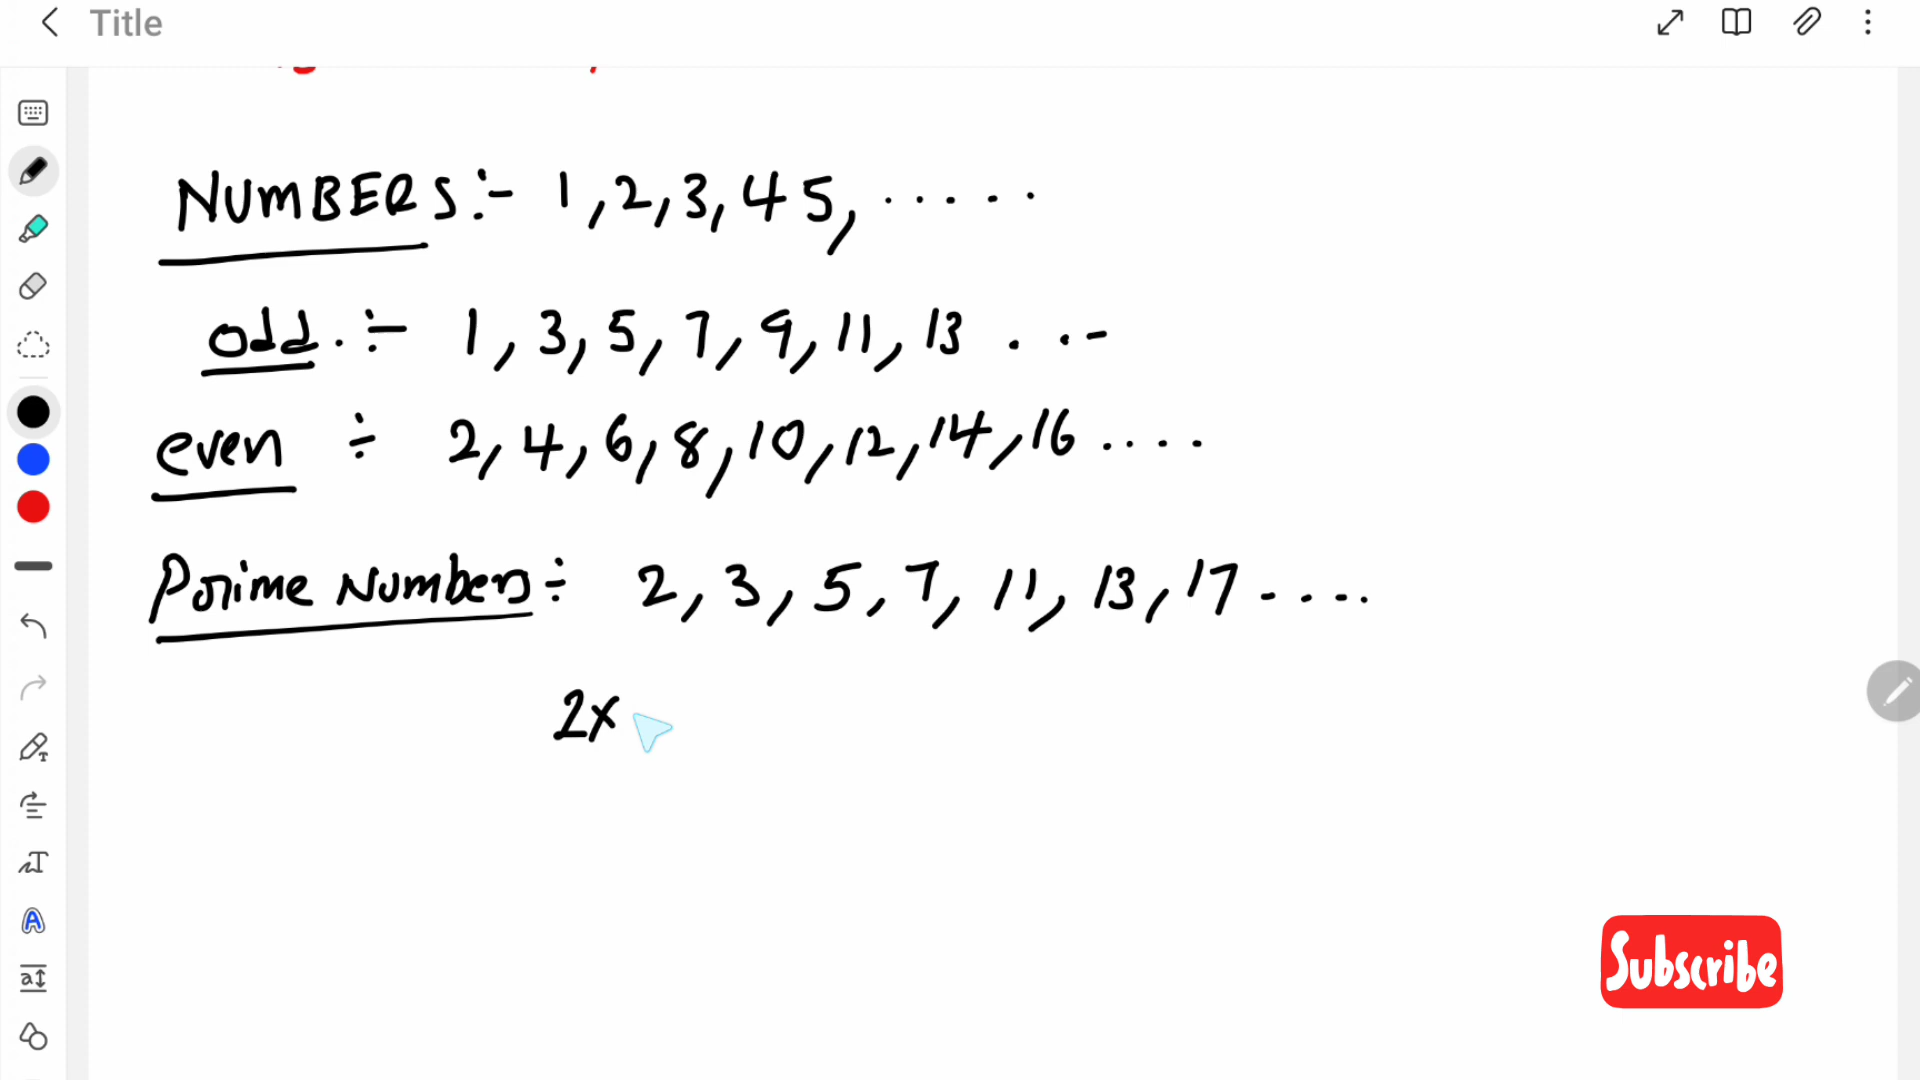 Title
NUMBERS :- 1, 2, 3, 4 5, .....
odd. ÷ 1, 3, 5, 7, 9, 11, 13 . . -
even ÷ 2, 4, 6, 8, 10, 12, 14, 16 ....
Prime Numbers ÷ 2, 3, 5, 7, 11, 13, 17 ....
2x
Subscribe